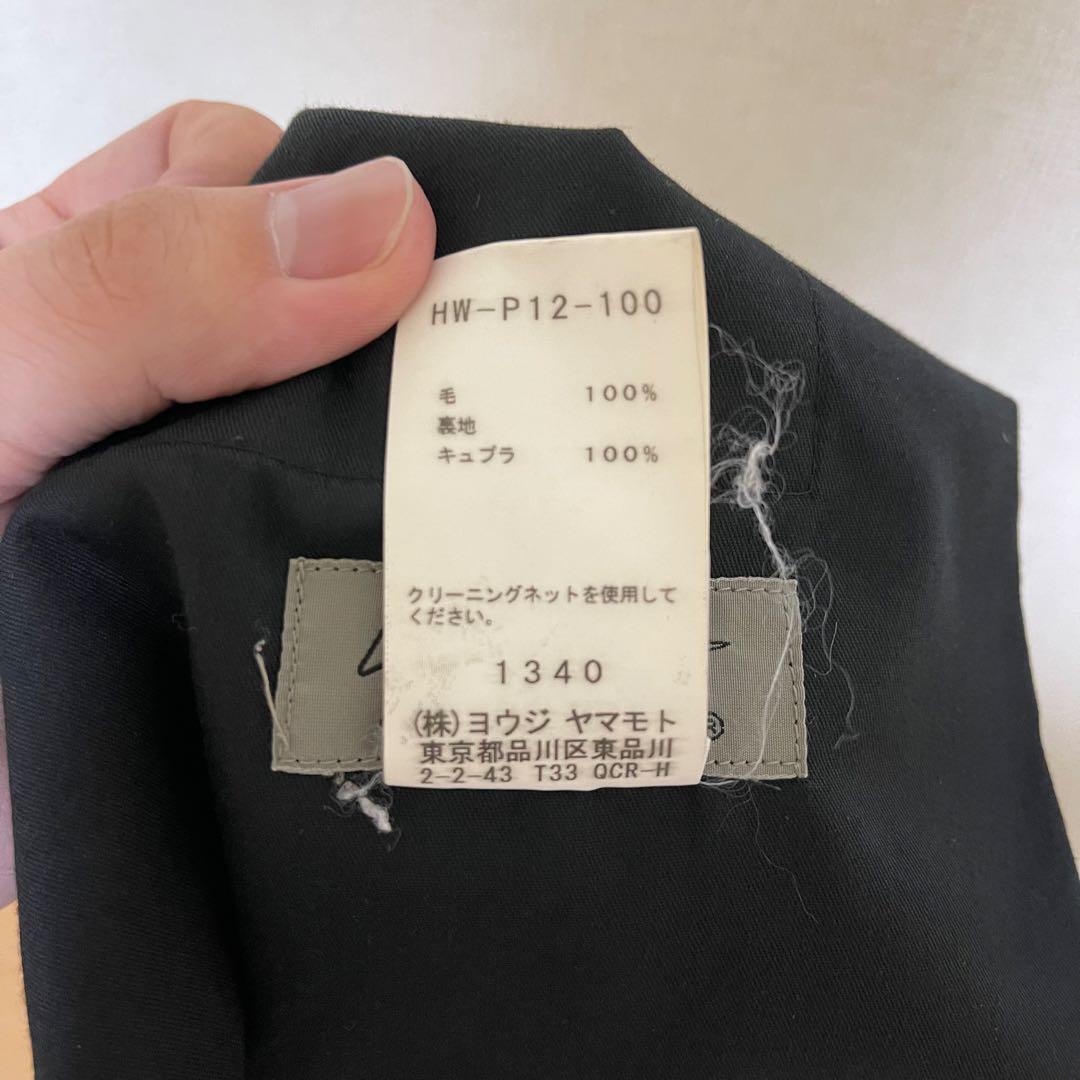 HW-P12-100
毛 100%
裏地
キュプラ 100%
クリーニングネットを使用して
ください。
1340
(株)ヨウジ ヤマモト
東京都品川区東品川
2-2-43 T33 QCR-H
®